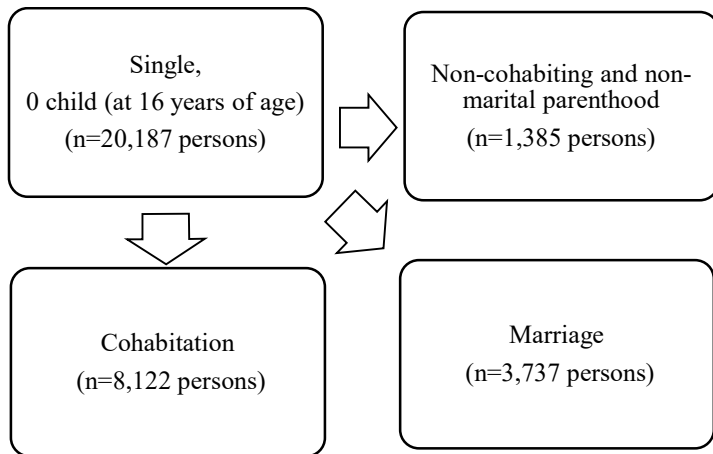 Single,
0 child (at 16 years of age)
(n=20,187 persons)
Non-cohabiting and non-
marital parenthood
(n=1,385 persons)
Cohabitation
(n=8,122 persons)
Marriage
(n=3,737 persons)